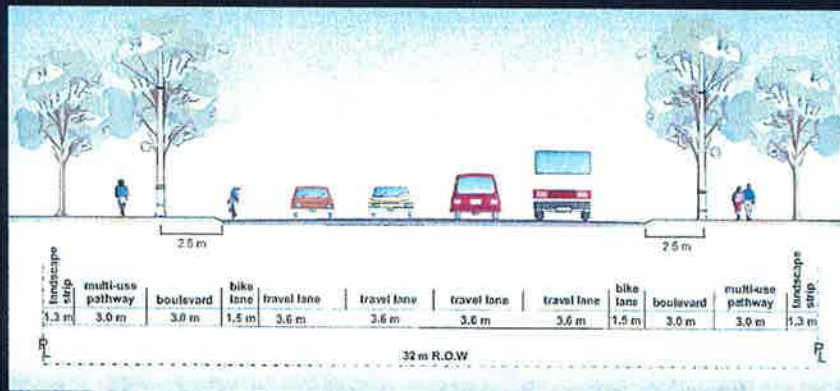 2.5 m 2.5 m
landscape strip multi-use pathway boulevard bike lane travel lane travel lane travel lane travel lane bike lane boulevard multi-use pathway landscape strip
1.3 m 3.0 m 3.0 m 1.5 m 3.6 m 3.6 m 3.6 m 3.6 m 1.5 m 3.0 m 3.0 m 1.3 m
PL PL
32 m R.O.W